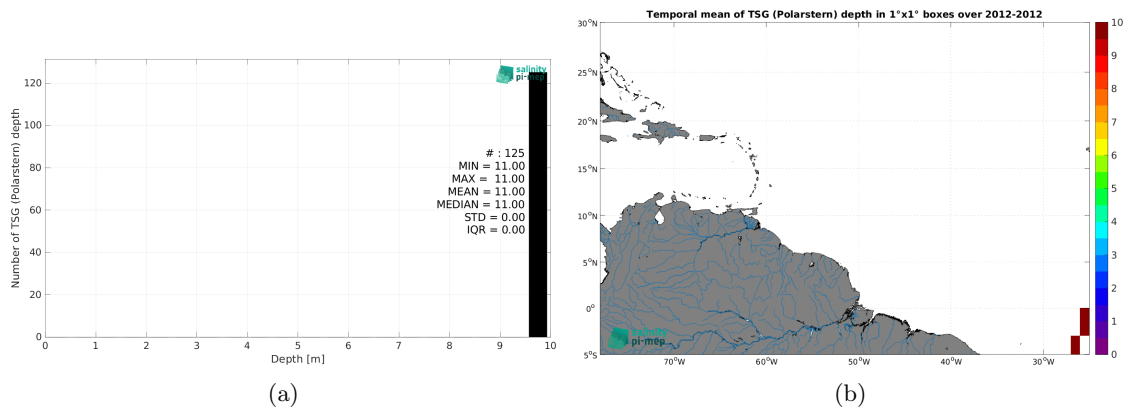 120
100
80
60
40
20
0
Number of TSG (Polarstern) depth
salinity
pi-mep
# : 125
MIN = 11.00
MAX = 11.00
MEAN = 11.00
MEDIAN = 11.00
STD = 0.00
IQR = 0.00
0 1 2 3 4 5 6 7 8 9 10
Depth [m]
(a)
Temporal mean of TSG (Polarstern) depth in 1°x1° boxes over 2012-2012
30°N
25°N
20°N
15°N
10°N
5°N
0°
5°S
salinity
pi-mep
70°W 60°W 50°W 40°W 30°W
10
9
8
7
6
5
4
3
2
1
0
(b)